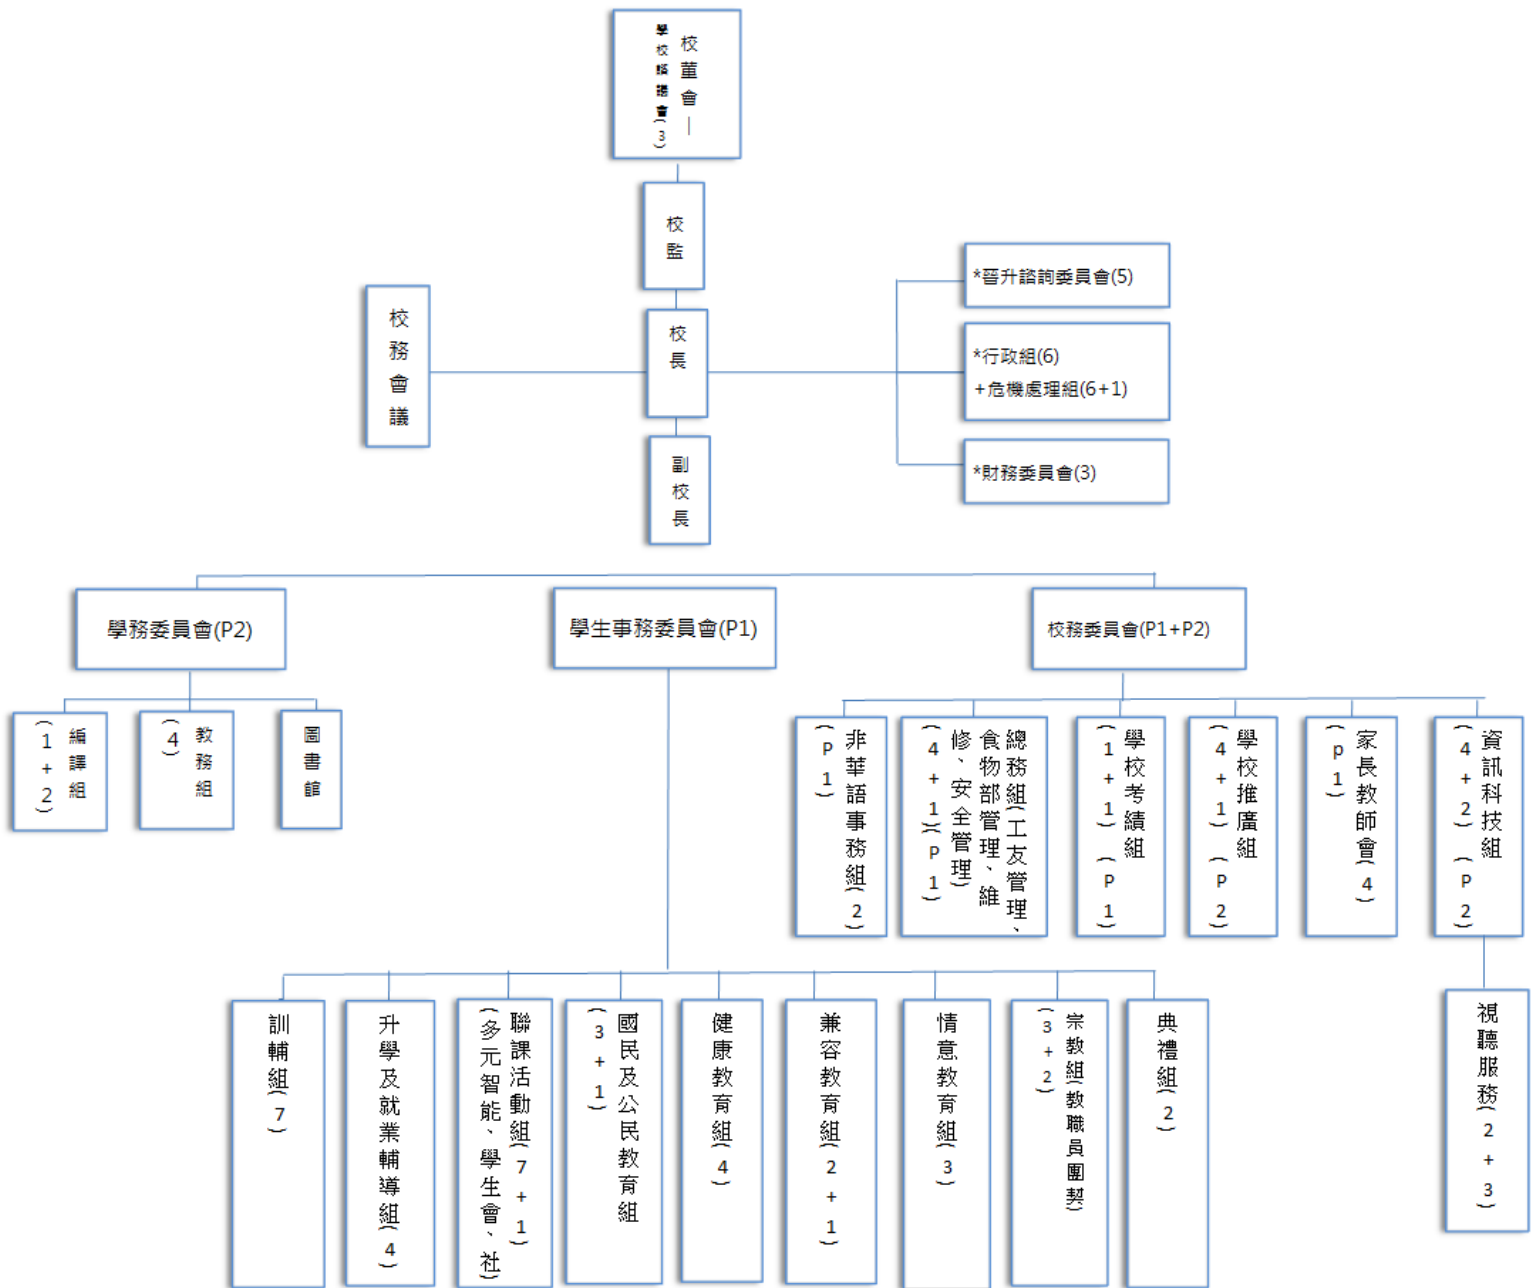 校董會—
學校諮議會(3)
校監
校長
副校長
校務會議
*晉升諮詢委員會(5)
*行政組(6)
+危機處理組(6+1)
*財務委員會(3)
學務委員會(P2)
學生事務委員會(P1)
校務委員會(P1+P2)
編譯組
(1+2)
教務組
(4)
圖書館
非華語事務組(2)
(P1)
總務組(工友管理、
食物部管理、維
修、安全管理)
(4+1)(P1)
學校考績組
(1+1)(P1)
學校推廣組
(4+1)(P2)
家長教師會(4)
(p1)
資訊科技組
(4+2)(P2)
視聽服務(2+3)
訓輔組(7)
升學及就業輔導組(4)
聯課活動組(7+1)
(多元智能、學生會、社)
國民及公民教育組
(3+1)
健康教育組(4)
兼容教育組(2+1)
情意教育組(3)
宗教組(教職員團契)
(3+2)
典禮組(2)